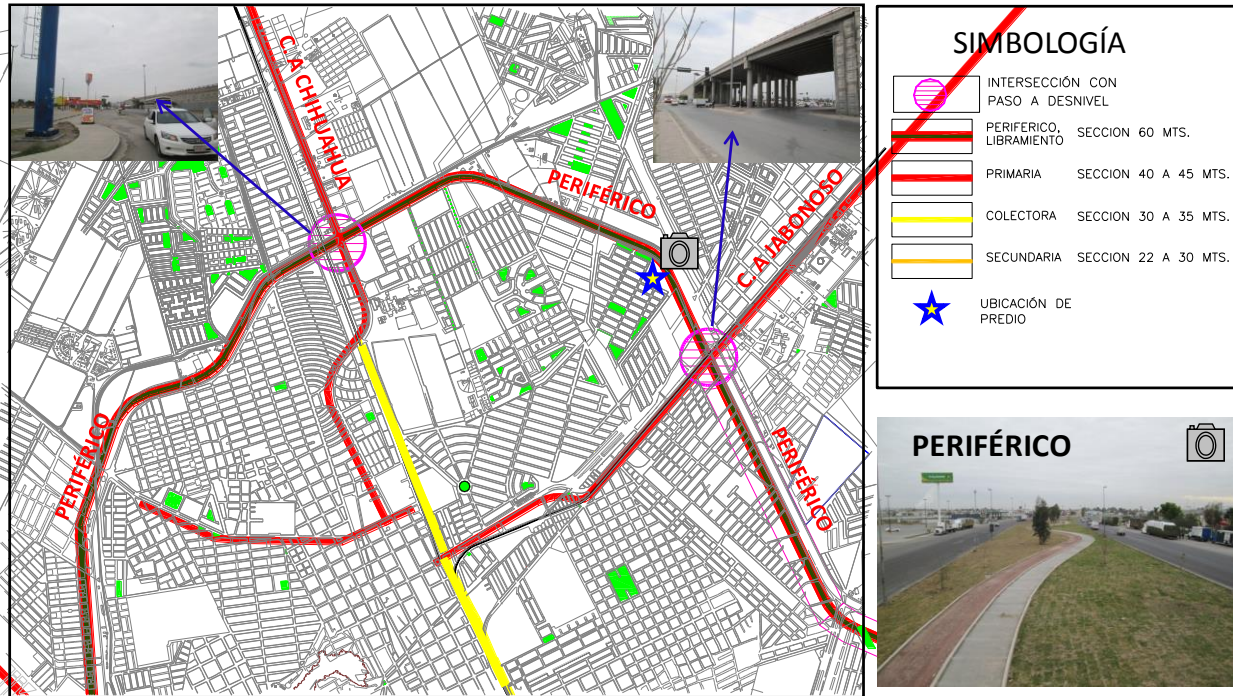 C. A CHIHUAHUA
PERIFÉRICO
C. A JABONOSO
PERIFÉRICO
PERIFÉRICO
SIMBOLOGÍA
INTERSECCIÓN CON
PASO A DESNIVEL
PERIFERICO, SECCION 60 MTS.
LIBRAMIENTO
PRIMARIA SECCION 40 A 45 MTS.
COLECTORA SECCION 30 A 35 MTS.
SECUNDARIA SECCION 22 A 30 MTS.
UBICACIÓN DE
PREDIO
PERIFÉRICO